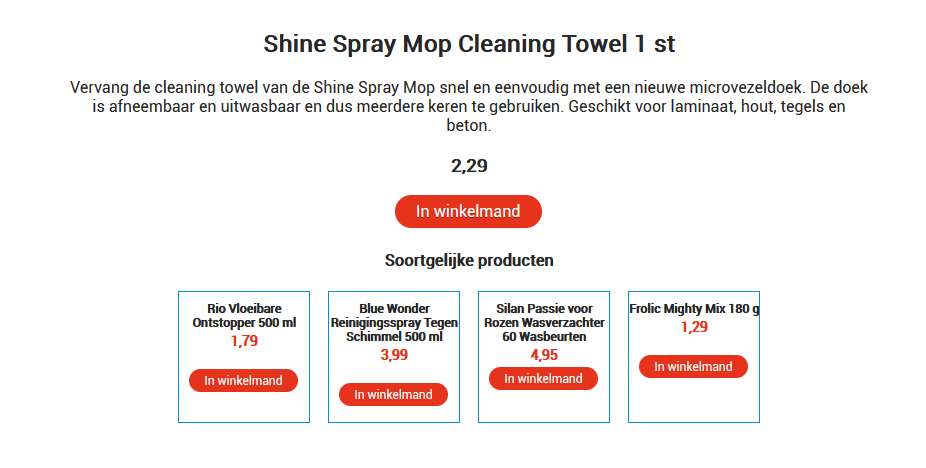 Shine Spray Mop Cleaning Towel 1 st
Vervang de cleaning towel van de Shine Spray Mop snel en eenvoudig met een nieuwe microvezeldoek. De doek
is afneembaar en uitwasbaar en dus meerdere keren te gebruiken. Geschikt voor laminaat, hout, tegels en
beton.
2,29
In winkelmand
Soortgelijke producten
Rio Vloeibare
Ontstopper 500 ml
1,79
In winkelmand
Blue Wonder
Reinigingsspray Tegen
Schimmel 500 ml
3,99
In winkelmand
Silan Passie voor
Rozen Wasverzachter
60 Wasbeurten
4,95
In winkelmand
Frolic Mighty Mix 180 g
1,29
In winkelmand